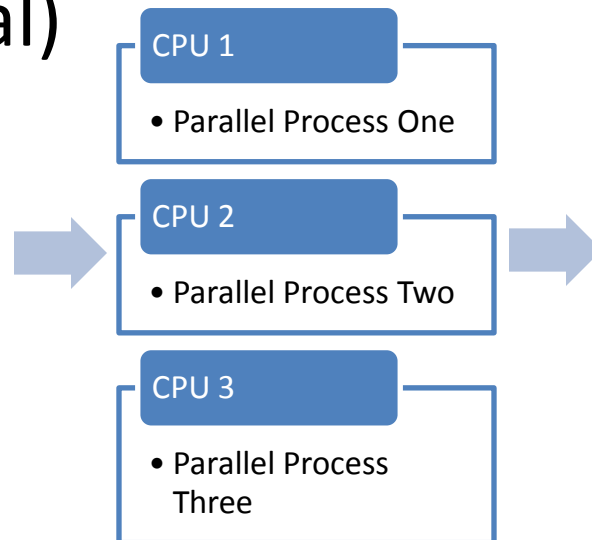 al)
CPU 1
• Parallel Process One
CPU 2
• Parallel Process Two
CPU 3
• Parallel Process
Three